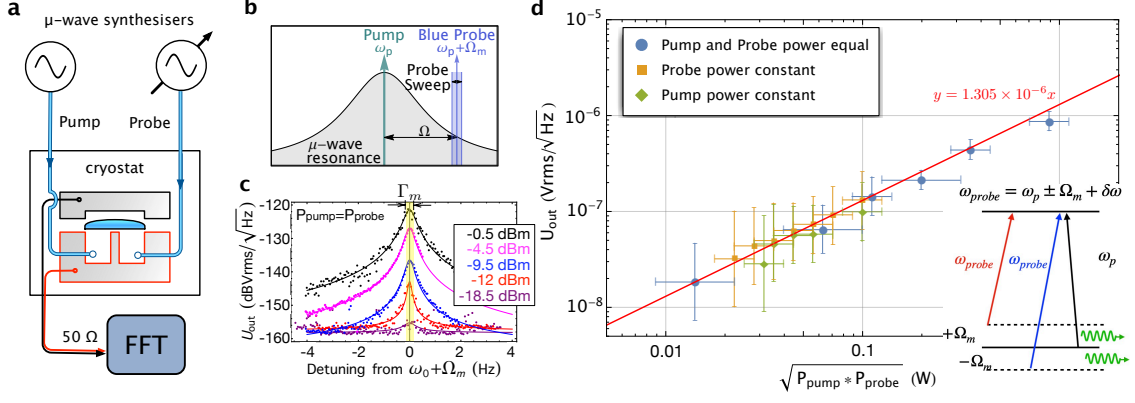 a
μ-wave synthesisers
Pump
Probe
cryostat
50 Ω
FFT
b
Pump
ωp
Blue Probe
ωp+Ωm
Probe
Sweep
Ω
μ-wave
resonance
c
Γm
Ppump=Pprobe
-0.5 dBm
-4.5 dBm
-9.5 dBm
-12 dBm
-18.5 dBm
-120
-130
-140
-150
-160
Uout (dBVrms/√Hz)
-4
-2
0
2
4
Detuning from ω0+Ωm (Hz)
d
Pump and Probe power equal
Probe power constant
Pump power constant
y = 1.305 × 10⁻⁶x
10⁻⁵
10⁻⁶
10⁻⁷
10⁻⁸
Uout (Vrms/√Hz)
0.01
0.05
0.1
0.5
√Ppump * Pprobe (W)
ωprobe = ωp ± Ωm + δω
ωprobe
ωprobe
ωp
+Ωm
−Ωm